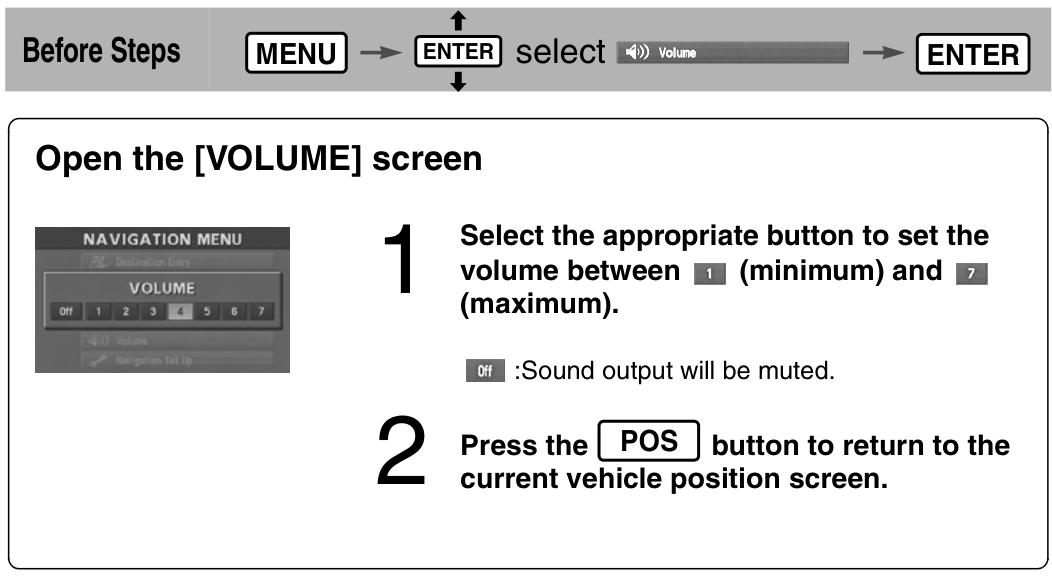 Before Steps MENU ENTER select Volume ENTER
Open the [VOLUME] screen
NAVIGATION MENU
Destination Entry
VOLUME
Off 1 2 3 4 5 6 7
Volume
Navigation Set Up
1 Select the appropriate button to set the
volume between 1 (minimum) and 7
(maximum).
Off :Sound output will be muted.
2 Press the POS button to return to the
current vehicle position screen.